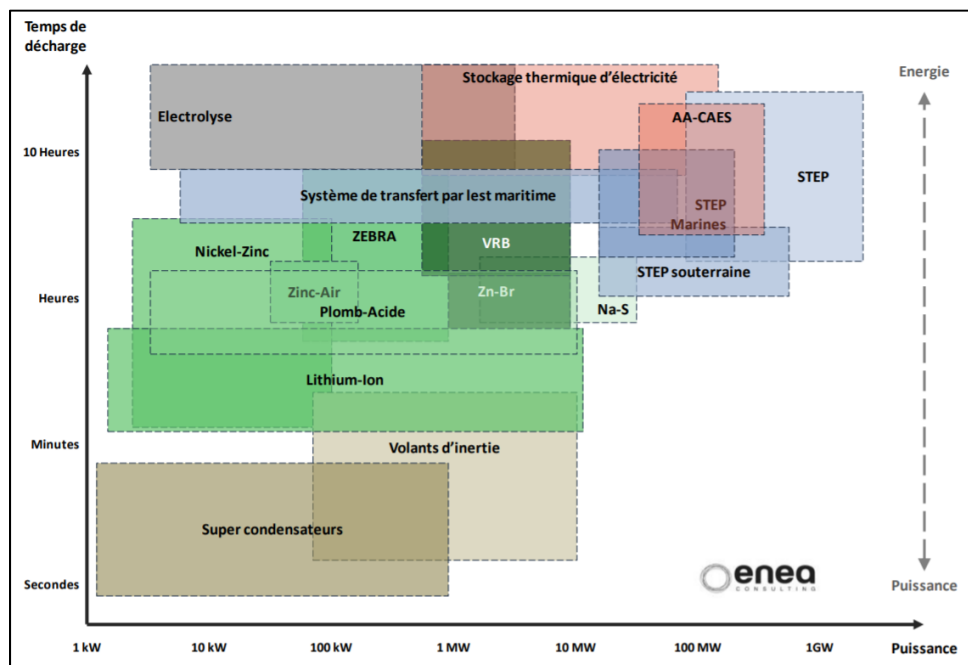 Temps de
décharge
Stockage thermique d'électricité
Energie
Electrolyse
AA-CAES
10 Heures
STEP
Système de transfert par lest maritime
STEP
Marines
ZEBRA
VRB
Nickel-Zinc
STEP souterraine
Heures
Zinc-Air
Zn-Br
Na-S
Plomb-Acide
Lithium-Ion
Minutes
Volants d'inertie
Super condensateurs
enea
CONSULTING
Secondes
Puissance
1 kW
10 kW
100 kW
1 MW
10 MW
100 MW
1GW
Puissance